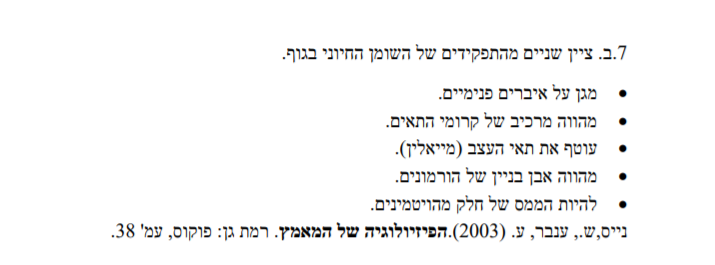 7.ב. ציין שניים מהתפקידים של השומן החיוני בגוף.
• מגן על איברים פנימיים.
• מהווה מרכיב של קרומי התאים.
• עוטף את תאי העצב (מייאלין).
• מהווה אבן בניין של הורמונים.
• להיות הממס של חלק מהויטמינים.
נייס,ש., ענבר, ע. (2003).הפיזיולוגיה של המאמץ. רמת גן: פוקוס, עמ' 38.